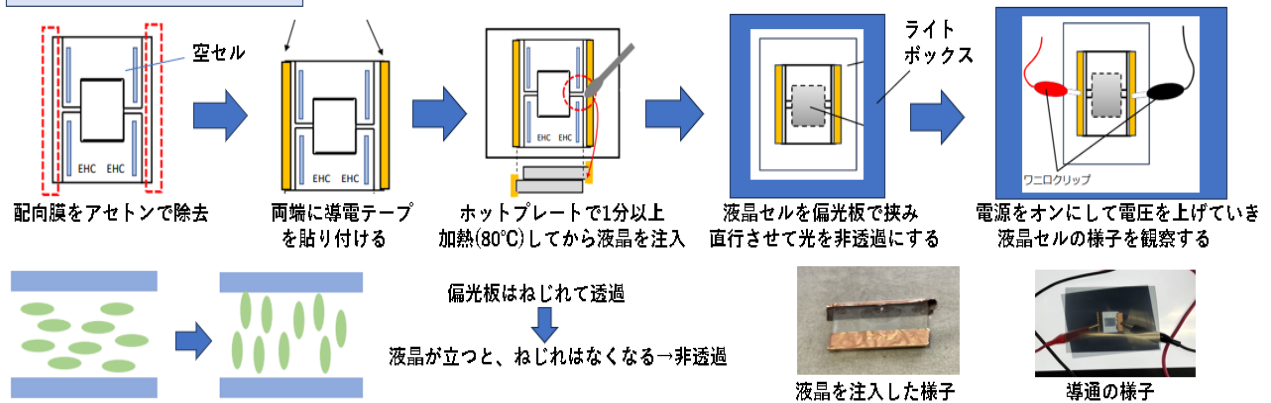 空セル
EHC EHC
配向膜をアセトンで除去
EHC EHC
両端に導電テープ
を貼り付ける
EHC EHC
ホットプレートで1分以上
加熱(80℃)してから液晶を注入
ライト
ボックス
液晶セルを偏光板で挟み
直行させて光を非透過にする
ワニ口クリップ
電源をオンにして電圧を上げていき
液晶セルの様子を観察する
偏光板はねじれて透過
液晶が立つと、ねじれはなくなる→非透過
液晶を注入した様子
導通の様子